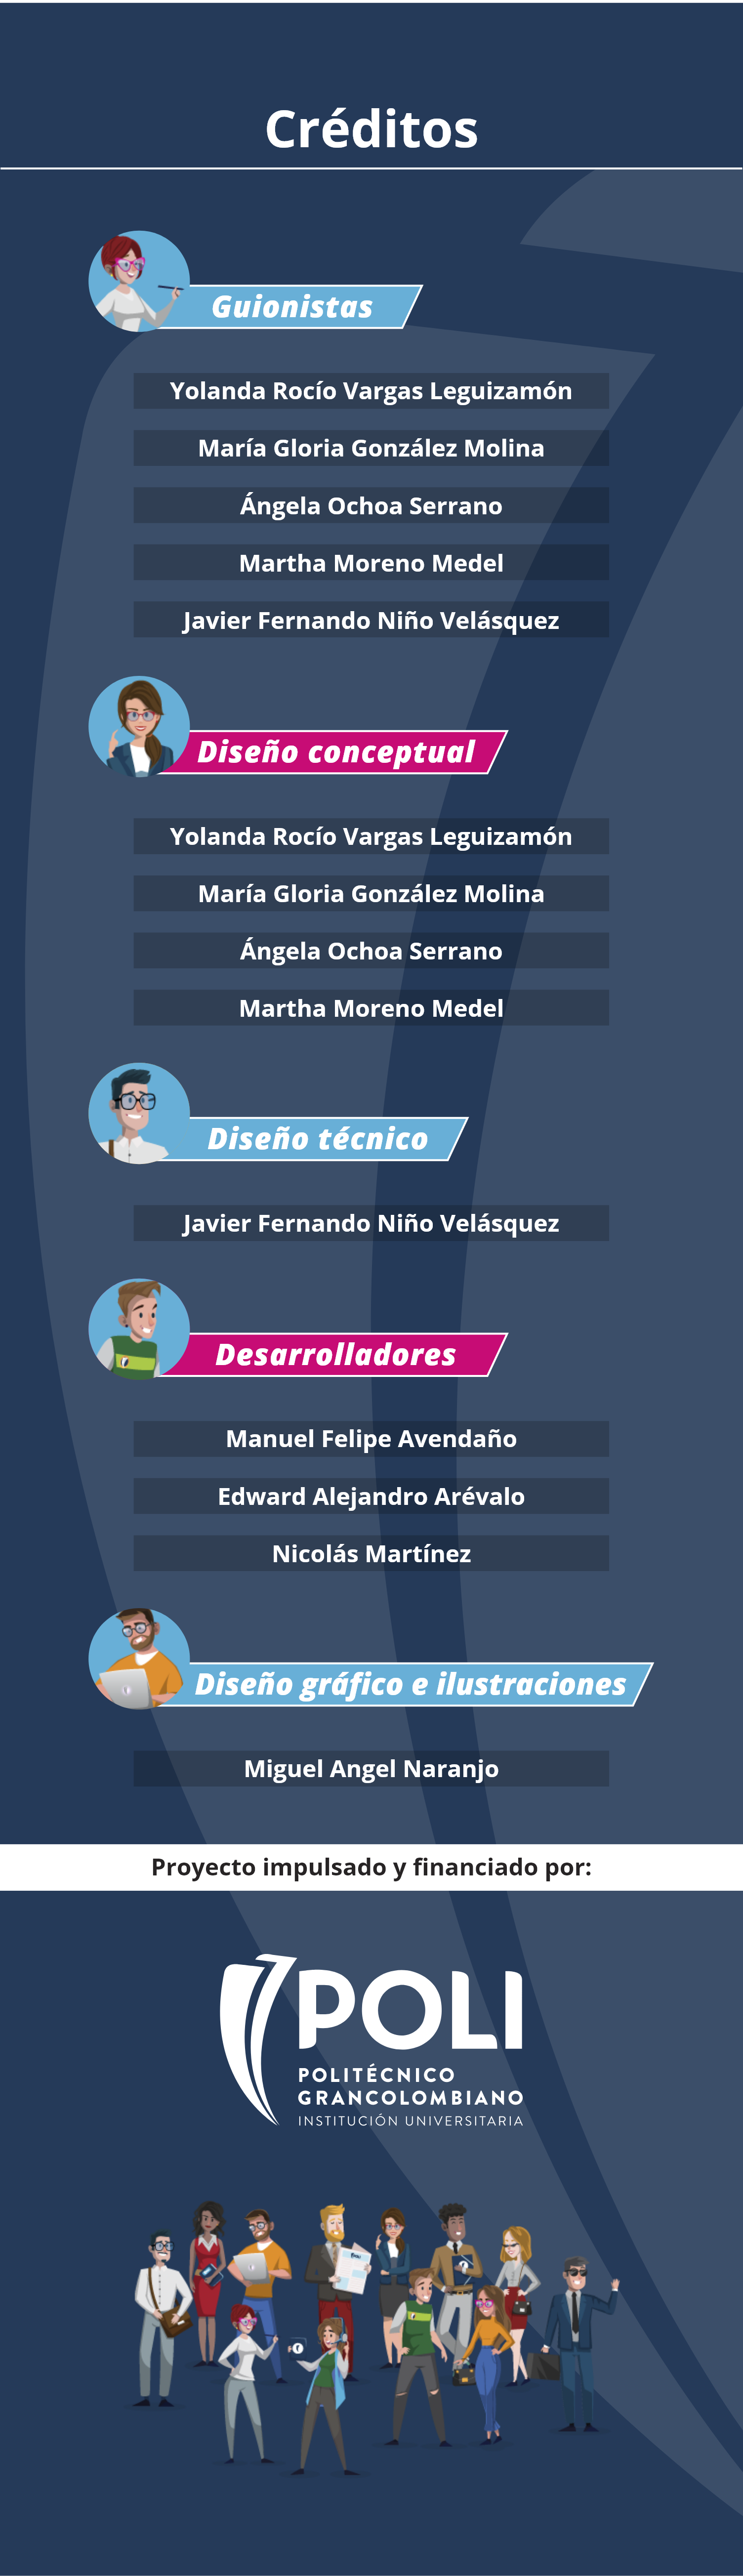 Créditos
Guionistas
Yolanda Rocío Vargas Leguizamón
María Gloria González Molina
Ángela Ochoa Serrano
Martha Moreno Medel
Javier Fernando Niño Velásquez
Diseño conceptual
Yolanda Rocío Vargas Leguizamón
María Gloria González Molina
Ángela Ochoa Serrano
Martha Moreno Medel
Diseño técnico
Javier Fernando Niño Velásquez
Desarrolladores
Manuel Felipe Avendaño
Edward Alejandro Arévalo
Nicolás Martínez
Diseño gráfico e ilustraciones
Miguel Angel Naranjo
Proyecto impulsado y financiado por:
POLI
POLITÉCNICO
GRANCOLOMBIANO
INSTITUCIÓN UNIVERSITARIA